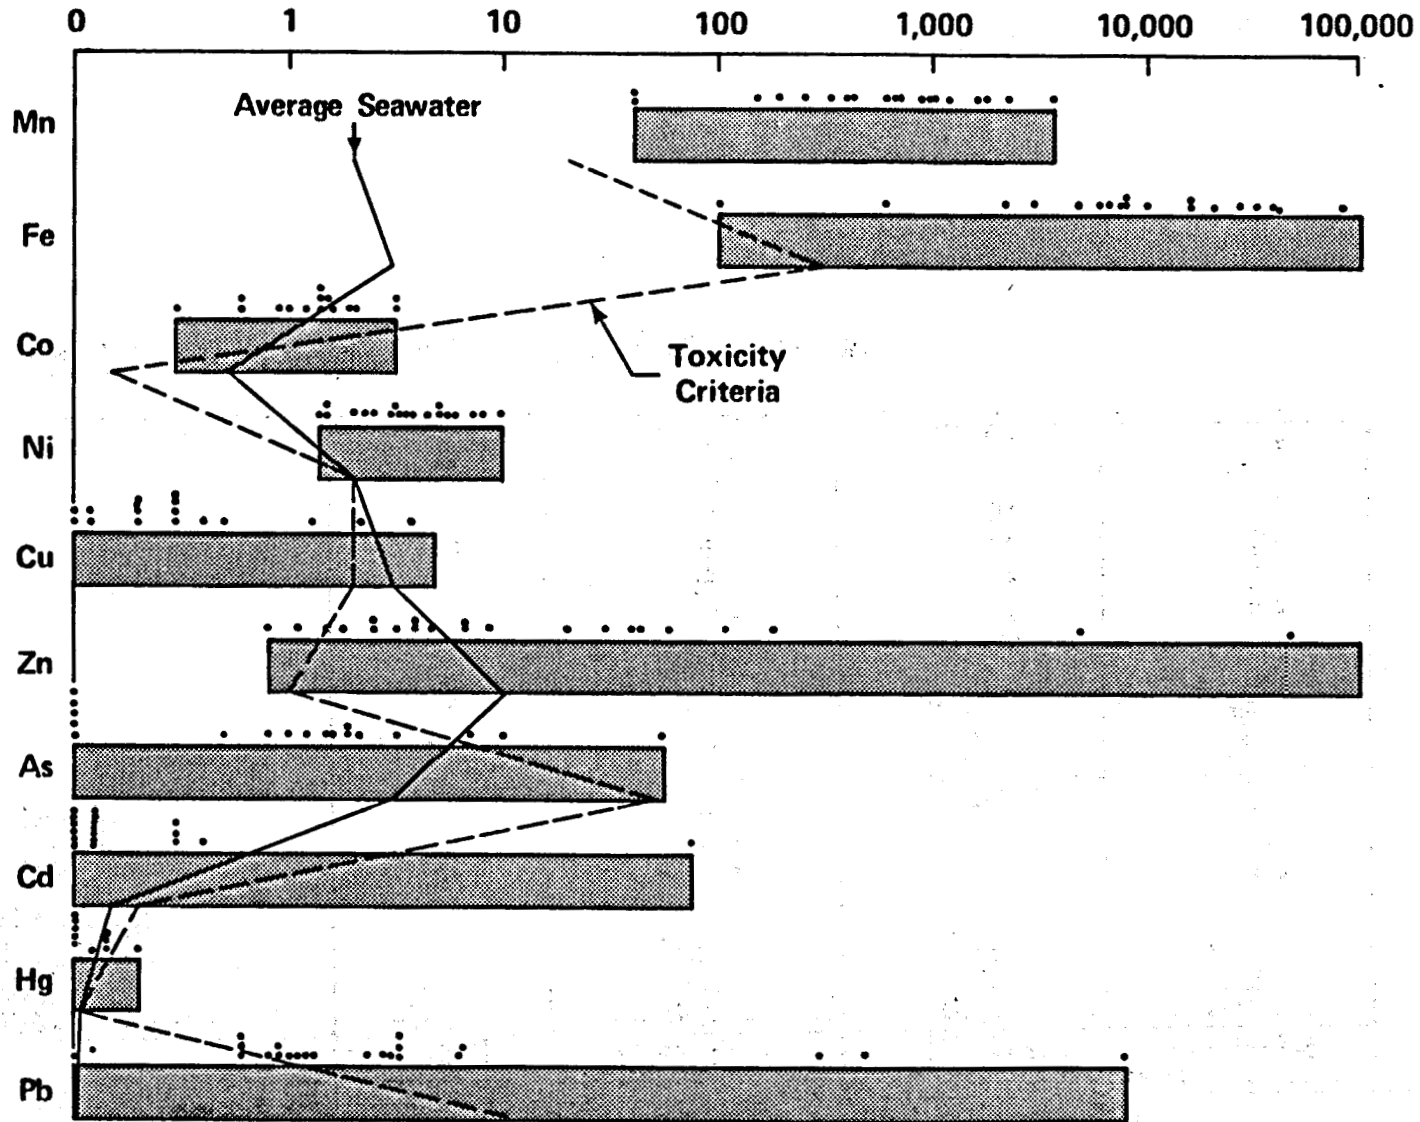 0 1 10 100 1,000 10,000 100,000
Average Seawater
Mn
Fe
Co
Toxicity
Criteria
Ni
Cu
Zn
As
Cd
Hg
Pb